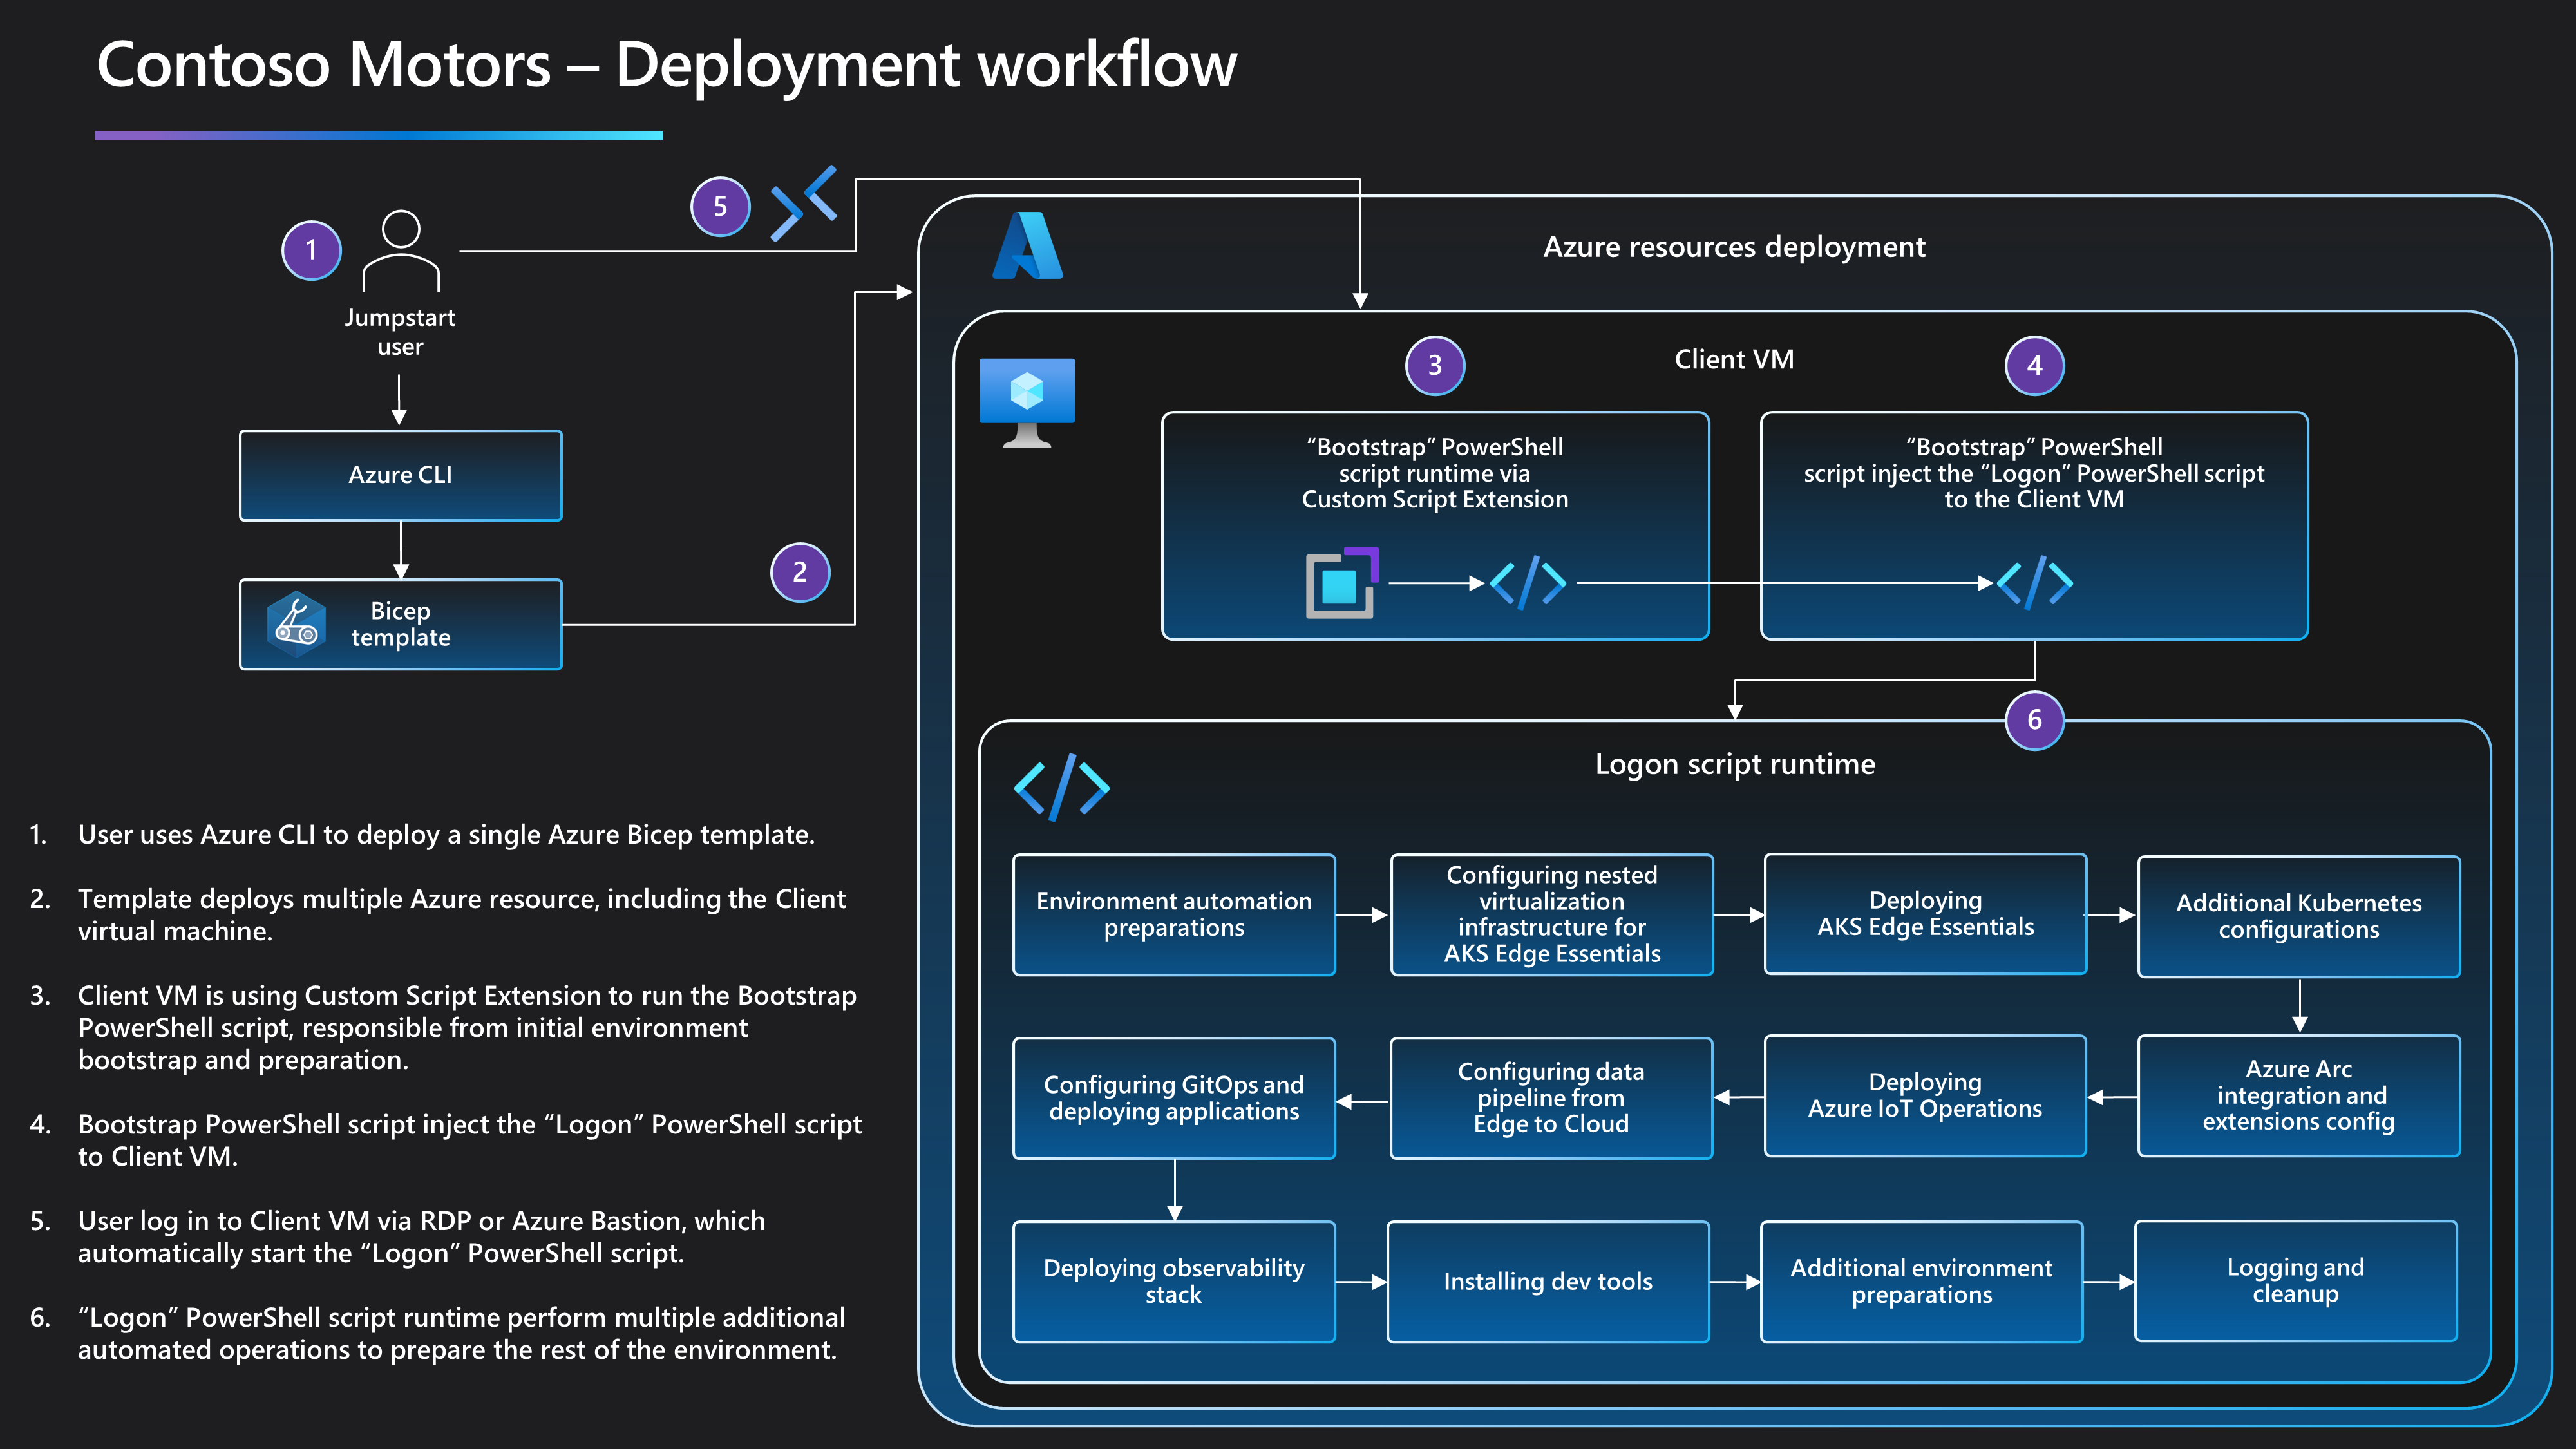 Contoso Motors – Deployment workflow
5
1
Jumpstart
user
Azure CLI
Bicep
template
2
Azure resources deployment
Client VM
3
4
“Bootstrap” PowerShell
script runtime via
Custom Script Extension
“Bootstrap” PowerShell
script inject the “Logon” PowerShell script
to the Client VM
6
Logon script runtime
Environment automation
preparations
Configuring nested
virtualization
infrastructure for
AKS Edge Essentials
Deploying
AKS Edge Essentials
Additional Kubernetes
configurations
Azure Arc
integration and
extensions config
Deploying
Azure IoT Operations
Configuring data
pipeline from
Edge to Cloud
Configuring GitOps and
deploying applications
Deploying observability
stack
Installing dev tools
Additional environment
preparations
Logging and
cleanup
1. User uses Azure CLI to deploy a single Azure Bicep template.
2. Template deploys multiple Azure resource, including the Client
virtual machine.
3. Client VM is using Custom Script Extension to run the Bootstrap
PowerShell script, responsible from initial environment
bootstrap and preparation.
4. Bootstrap PowerShell script inject the “Logon” PowerShell script
to Client VM.
5. User log in to Client VM via RDP or Azure Bastion, which
automatically start the “Logon” PowerShell script.
6. “Logon” PowerShell script runtime perform multiple additional
automated operations to prepare the rest of the environment.